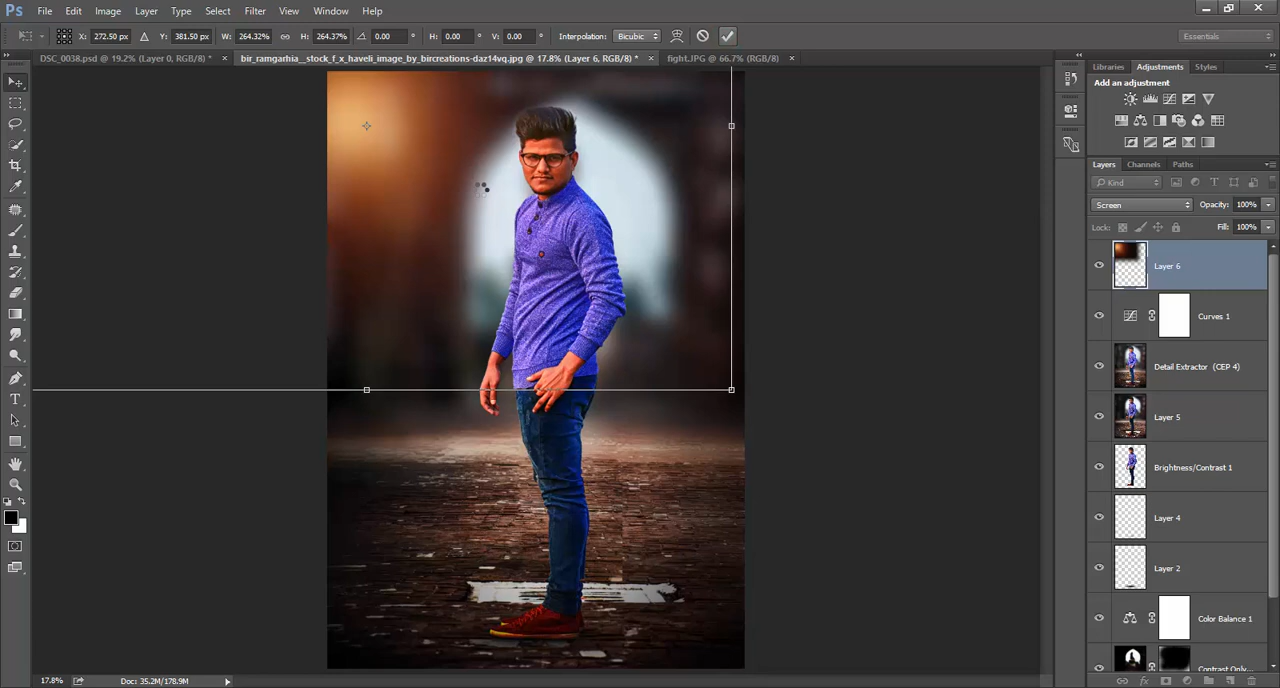 Ps File Edit Image Layer Type Select Filter View Window Help
X: 272.50 px Y: 381.50 px W: 264.32% H: 264.37% 0.00 ° H: 0.00 ° V: 0.00 ° Interpolation: Bicubic Essentials
DSC_0038.psd @ 19.2% (Layer 0, RGB/8) * × bir_ramgarhia__stock_f_x_haveli_image_by_bircreations-daz14vq.jpg @ 17.8% (Layer 6, RGB/8) * × fight.JPG @ 66.7% (RGB/8) ×
Libraries Adjustments Styles
Add an adjustment
Layers Channels Paths
Kind
Screen Opacity: 100%
Lock: Fill: 100%
Layer 6
Curves 1
Detail Extractor (CEP 4)
Layer 5
Brightness/Contrast 1
Layer 4
Layer 2
Color Balance 1
Contrast Only...
17.8% Doc: 35.2M/178.9M